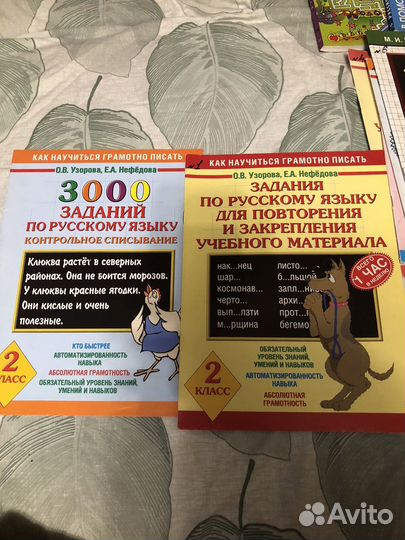 КАК НАУЧИТЬСЯ ГРАМОТНО ПИСАТЬ
О.В. Узорова, Е.А. Нефёдова
3000
ЗАДАНИЙ
ПО РУССКОМУ ЯЗЫКУ
КОНТРОЛЬНОЕ СПИСЫВАНИЕ
Клюква растёт в северных
районах. Она не боится морозов.
У клюквы красные ягодки.
Они кислые и очень
полезные.
2
КЛАСС
КТО БЫСТРЕЕ
АВТОМАТИЗИРОВАННОСТЬ
НАВЫКА
АБСОЛЮТНАЯ ГРАМОТНОСТЬ
ОБЯЗАТЕЛЬНЫЙ УРОВЕНЬ ЗНАНИЙ,
УМЕНИЙ И НАВЫКОВ
КАК НАУЧИТЬСЯ ГРАМОТНО ПИСАТЬ
О.В. Узорова, Е.А. Нефёдова
ЗАДАНИЯ
ПО РУССКОМУ ЯЗЫКУ
ДЛЯ ПОВТОРЕНИЯ
И ЗАКРЕПЛЕНИЯ
УЧЕБНОГО МАТЕРИАЛА
нак...нец листо...
шар... б...льшой
космонав... зап...
черто... архи...
вып...лзти прот...
м...рщина бегемо
ВСЕГО
1 ЧАС
В НЕДЕЛЮ
2
КЛАСС
ОБЯЗАТЕЛЬНЫЙ
УРОВЕНЬ ЗНАНИЙ,
УМЕНИЙ И НАВЫКОВ
АВТОМАТИЗИРОВАННОСТЬ
НАВЫКА
АБСОЛЮТНАЯ
ГРАМОТНОСТЬ
М. И.
Avito